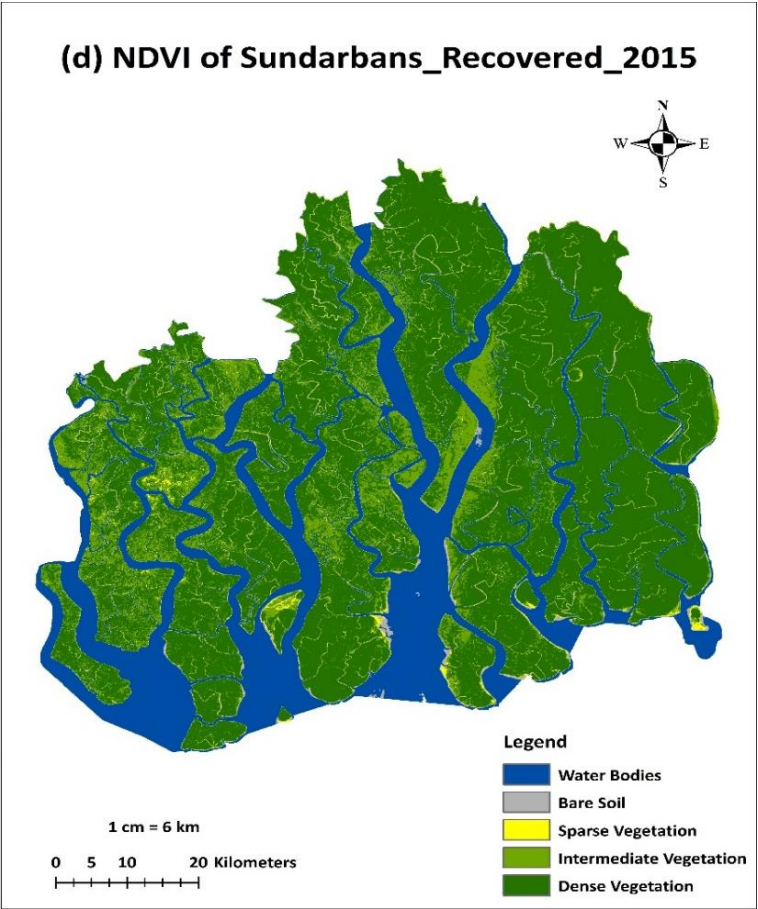 (d) NDVI of Sundarbans_Recovered_2015
N
W E
S
Legend
Water Bodies
Bare Soil
Sparse Vegetation
Intermediate Vegetation
Dense Vegetation
1 cm = 6 km
0 5 10 20 Kilometers